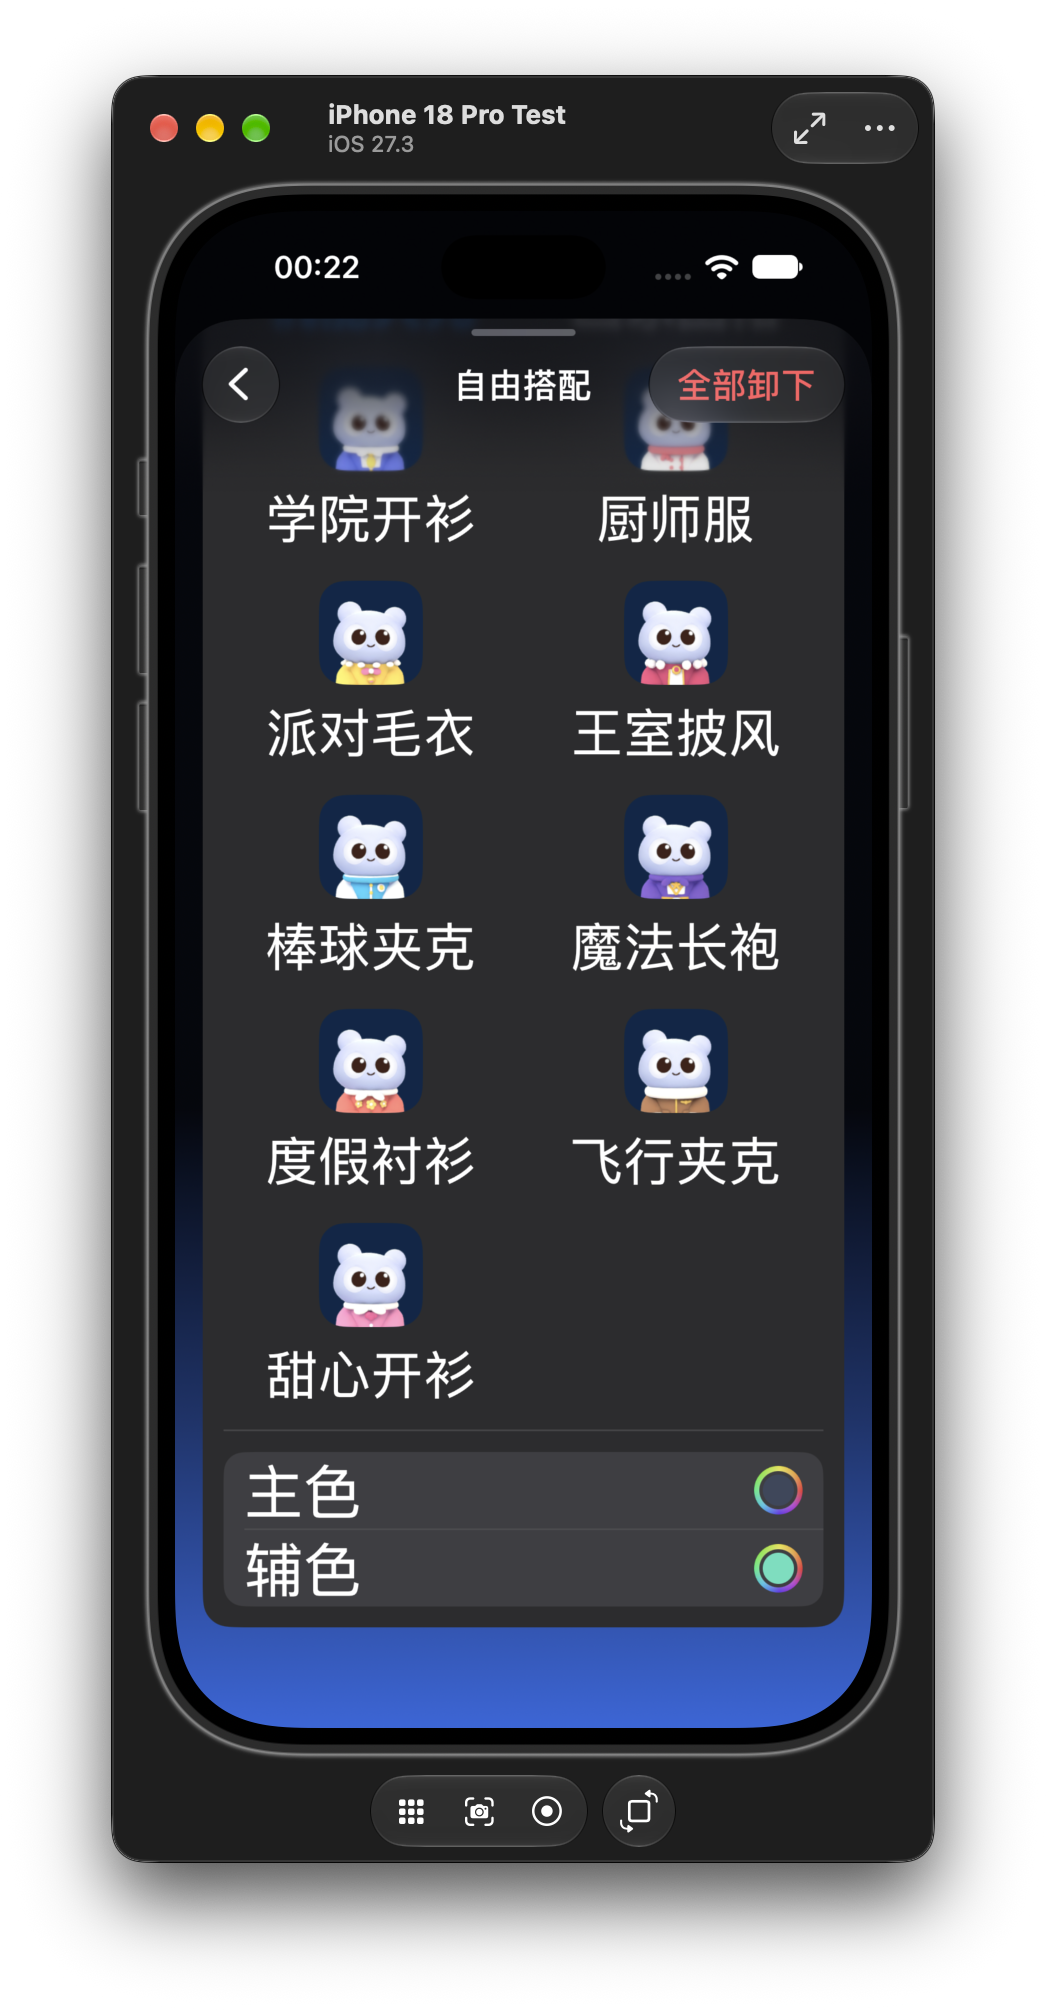 iPhone 18 Pro Test
iOS 27.3
00:22
自由搭配
全部卸下
学院开衫
厨师服
派对毛衣
王室披风
棒球夹克
魔法长袍
度假衬衫
飞行夹克
甜心开衫
主色
辅色